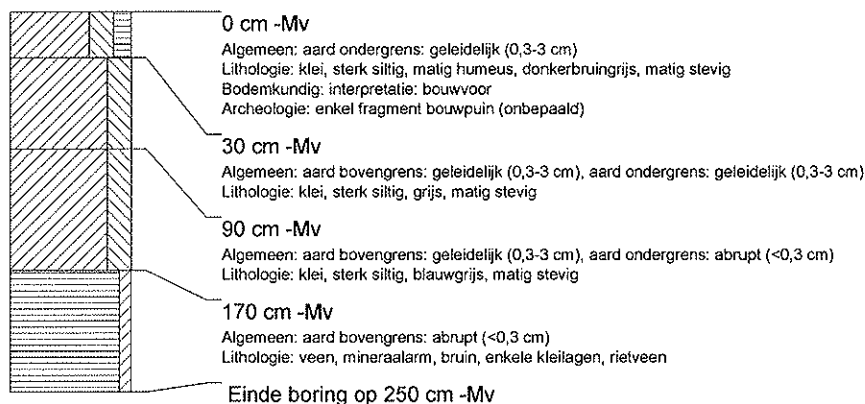 0 cm -Mv
Algemeen: aard ondergrens: geleidelijk (0,3-3 cm)
Lithologie: klei, sterk siltig, matig humeus, donkerbruingrijs, matig stevig
Bodemkundig: interpretatie: bouwvoor
Archeologie: enkel fragment bouwpuin (onbepaald)
30 cm -Mv
Algemeen: aard bovengrens: geleidelijk (0,3-3 cm), aard ondergrens: geleidelijk (0,3-3 cm)
Lithologie: klei, sterk siltig, grijs, matig stevig
90 cm -Mv
Algemeen: aard bovengrens: geleidelijk (0,3-3 cm), aard ondergrens: abrupt (<0,3 cm)
Lithologie: klei, sterk siltig, blauwgrijs, matig stevig
170 cm -Mv
Algemeen: aard bovengrens: abrupt (<0,3 cm)
Lithologie: veen, mineraalarm, bruin, enkele kleilagen, rietveen
Einde boring op 250 cm -Mv